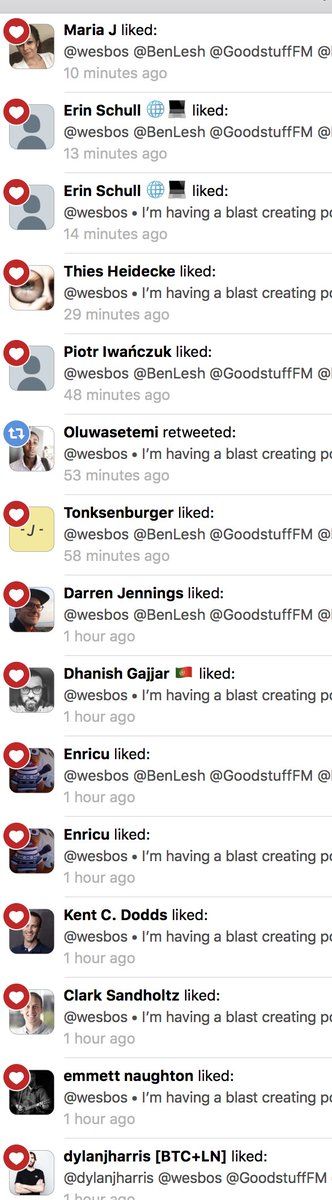 Maria J liked:
@wesbos @BenLesh @GoodstuffFM @
10 minutes ago
Erin Schull 🌐💻 liked:
@wesbos @BenLesh @GoodstuffFM @
13 minutes ago
Erin Schull 🌐💻 liked:
@wesbos • I’m having a blast creating po
14 minutes ago
Thies Heidecke liked:
@wesbos • I’m having a blast creating po
29 minutes ago
Piotr Iwańczuk liked:
@wesbos @BenLesh @GoodstuffFM @
48 minutes ago
Oluwasetemi retweeted:
@wesbos • I’m having a blast creating po
53 minutes ago
- J -
Tonksenburger liked:
@wesbos @BenLesh @GoodstuffFM @
58 minutes ago
Darren Jennings liked:
@wesbos @BenLesh @GoodstuffFM @
1 hour ago
Dhanish Gajjar 🇵🇹 liked:
@wesbos • I’m having a blast creating po
1 hour ago
Enricu liked:
@wesbos @BenLesh @GoodstuffFM @
1 hour ago
Enricu liked:
@wesbos • I’m having a blast creating po
1 hour ago
Kent C. Dodds liked:
@wesbos • I’m having a blast creating po
1 hour ago
Clark Sandholtz liked:
@wesbos • I’m having a blast creating po
1 hour ago
emmett naughton liked:
@wesbos • I’m having a blast creating po
1 hour ago
dylanjharris [BTC+LN] liked:
@dylanjharris @wesbos @GoodstuffFM
1 hour ago